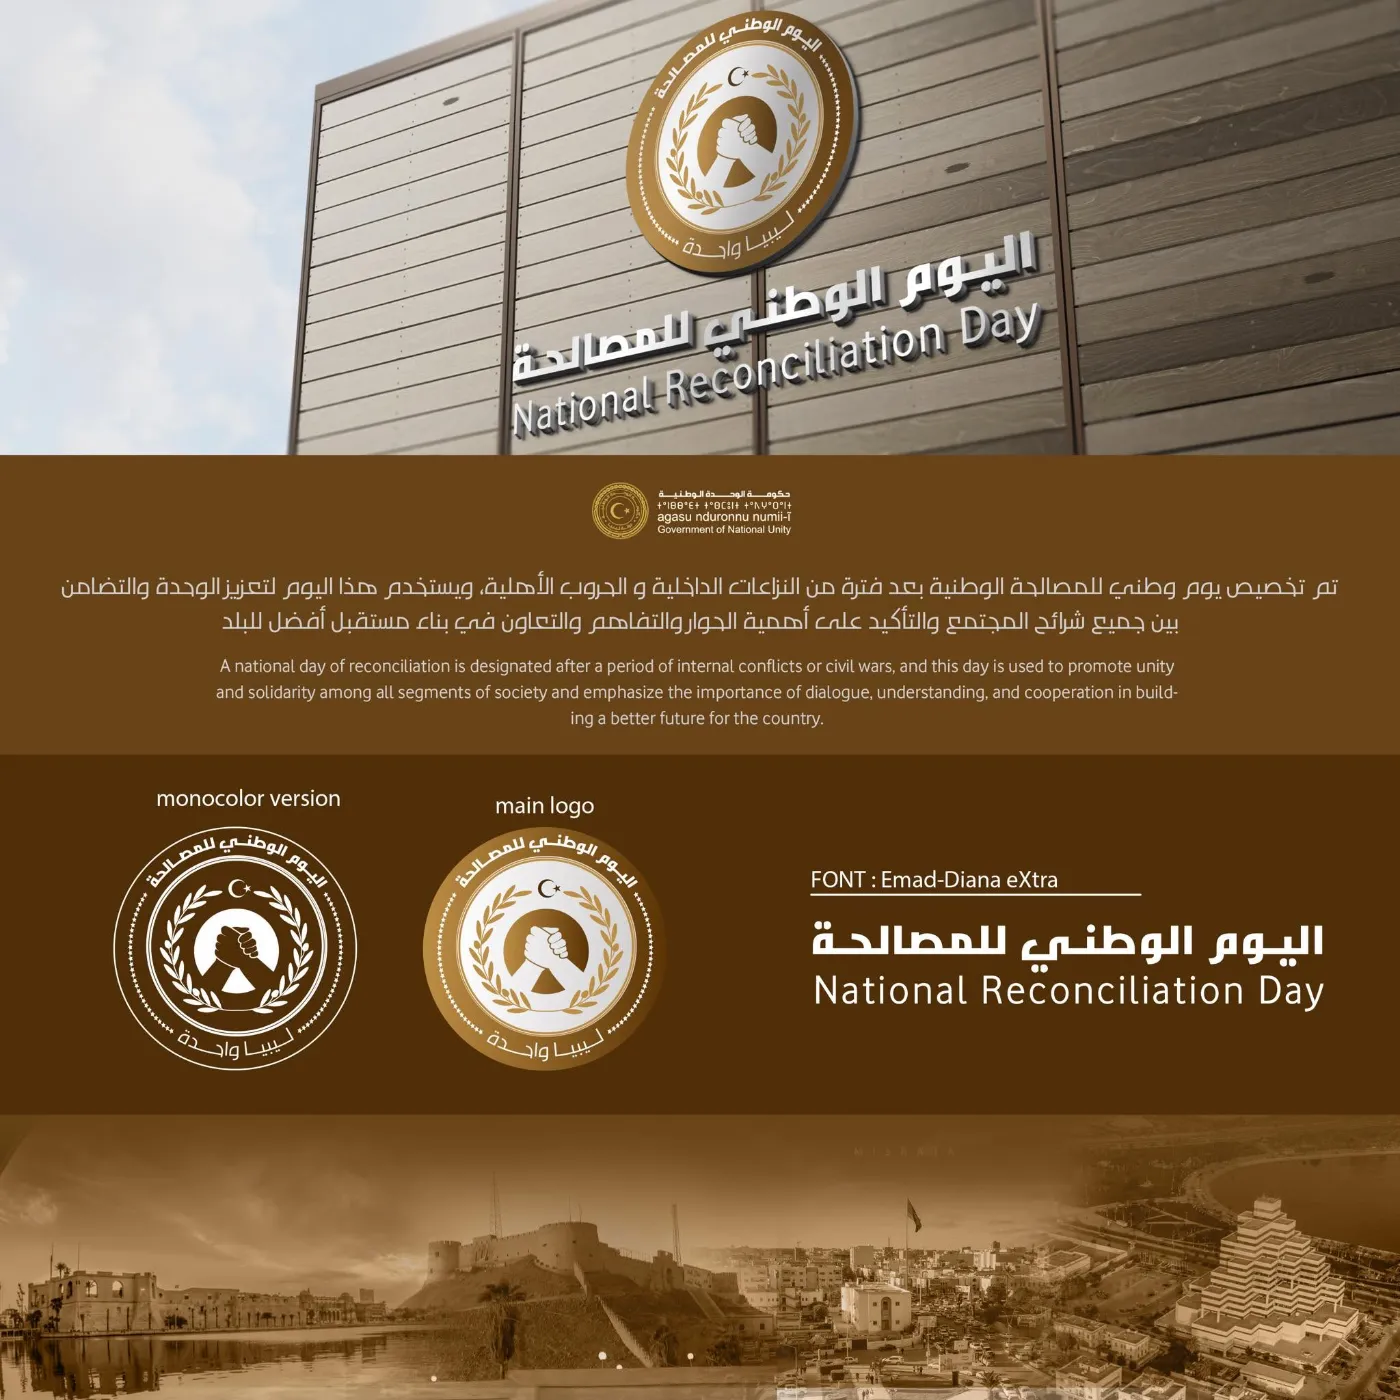 اليوم الوطني للمصالحة
ليبيا واحدة
اليوم الوطني للمصالحة
National Reconciliation Day
حكومة الوحدة الوطنية
agasu nduronnu numii-ī
Government of National Unity
تم تخصيص يوم وطني للمصالحة الوطنية بعد فترة من النزاعات الداخلية و الحروب الأهلية، ويستخدم هذا اليوم لتعزيز الوحدة والتضامن
بين جميع شرائح المجتمع والتأكيد على أهمية الحوار والتفاهم والتعاون في بناء مستقبل أفضل للبلد
A national day of reconciliation is designated after a period of internal conflicts or civil wars, and this day is used to promote unity
and solidarity among all segments of society and emphasize the importance of dialogue, understanding, and cooperation in build-
ing a better future for the country.
monocolor version
اليوم الوطني للمصالحة
ليبيا واحدة
main logo
اليوم الوطني للمصالحة
ليبيا واحدة
FONT : Emad-Diana eXtra
اليوم الوطني للمصالحة
National Reconciliation Day